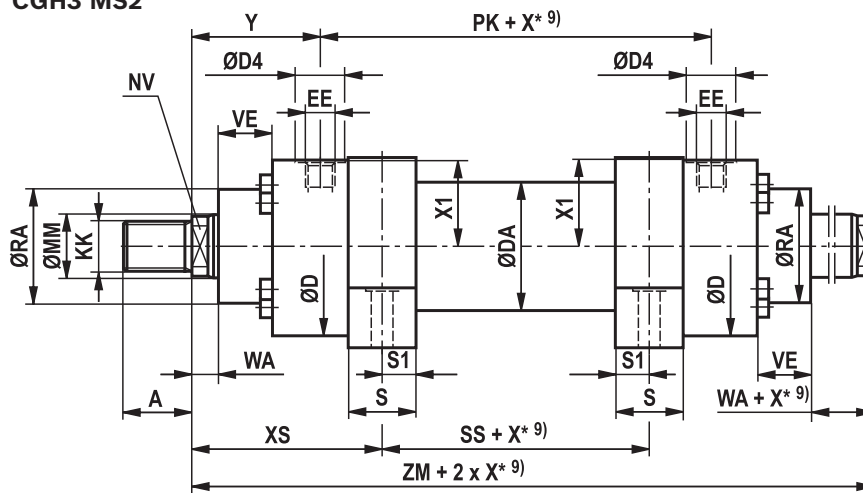 CGH3 MS2
Y
PK + X* 9)
ØD4
ØD4
NV
EE
EE
VE
X1
X1
ØRA
ØMM
KK
ØD
ØDA
ØD
ØRA
WA
S1
S1
VE
A
S
S
WA + X* 9)
XS
SS + X* 9)
ZM + 2 x X* 9)